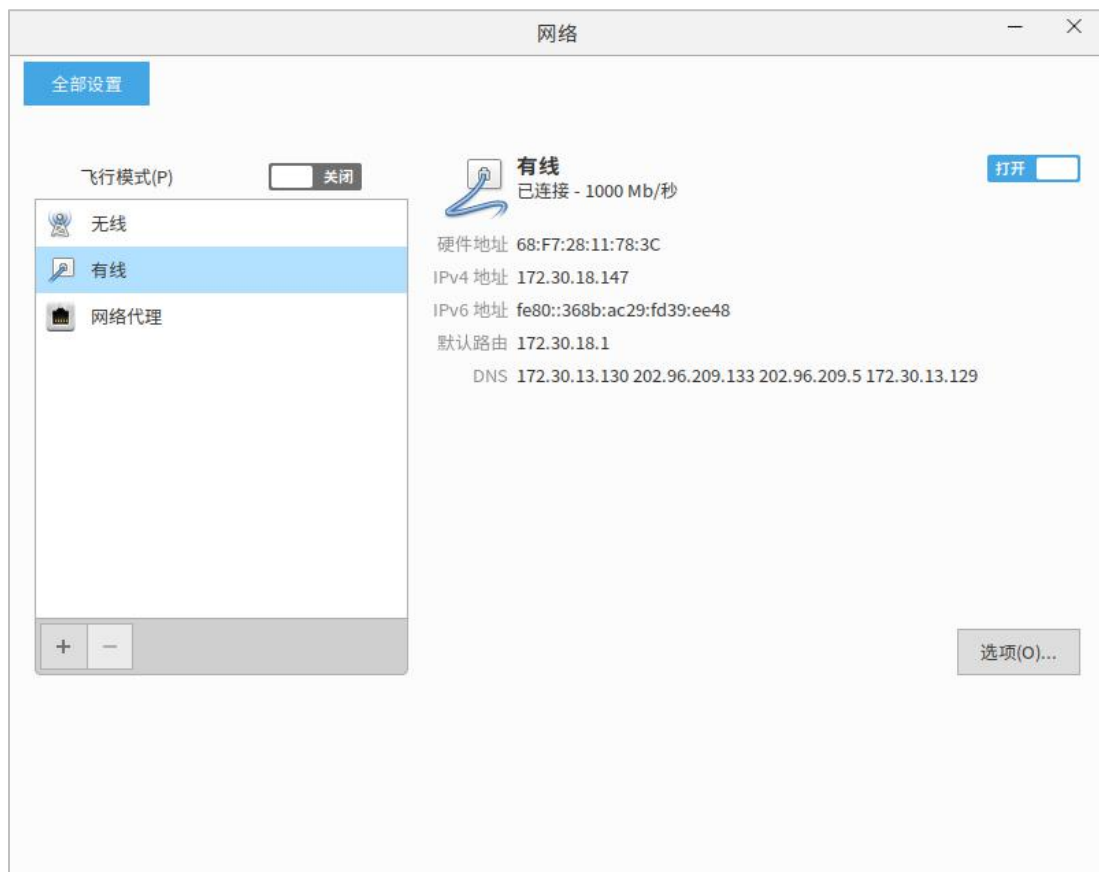 网络
全部设置
飞行模式(P)
关闭
无线
有线
网络代理
有线
打开
已连接 - 1000 Mb/秒
硬件地址 68:F7:28:11:78:3C
IPv4 地址 172.30.18.147
IPv6 地址 fe80::368b:ac29:fd39:ee48
默认路由 172.30.18.1
DNS 172.30.13.130 202.96.209.133 202.96.209.5 172.30.13.129
选项(O)...